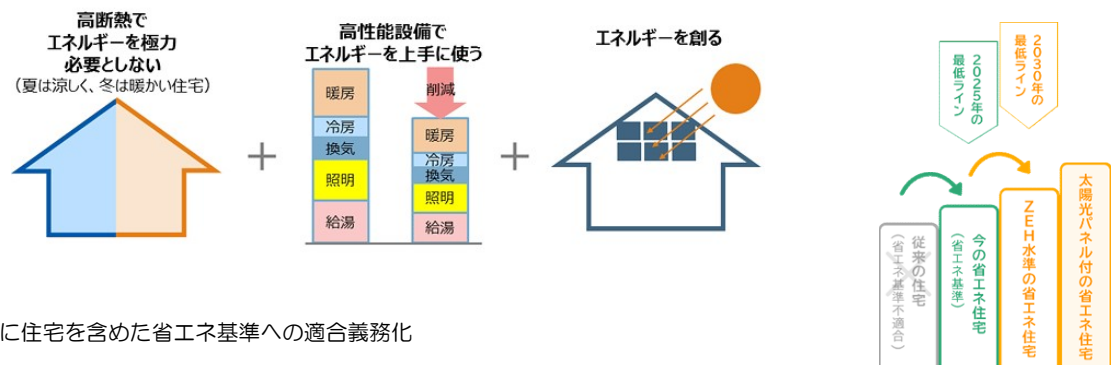 高断熱で
エネルギーを極力
必要としない
（夏は涼しく、冬は暖かい住宅）
高性能設備で
エネルギーを上手に使う
暖房
冷房
換気
照明
給湯
削減
暖房
冷房
換気
照明
給湯
エネルギーを創る
2030年の
最低ライン
2025年の
最低ライン
太陽光パネル付の省エネ住宅
ZEH水準の省エネ住宅
今の省エネ住宅
（省エネ基準）
従来の住宅
（省エネ基準不適合）
に住宅を含めた省エネ基準への適合義務化